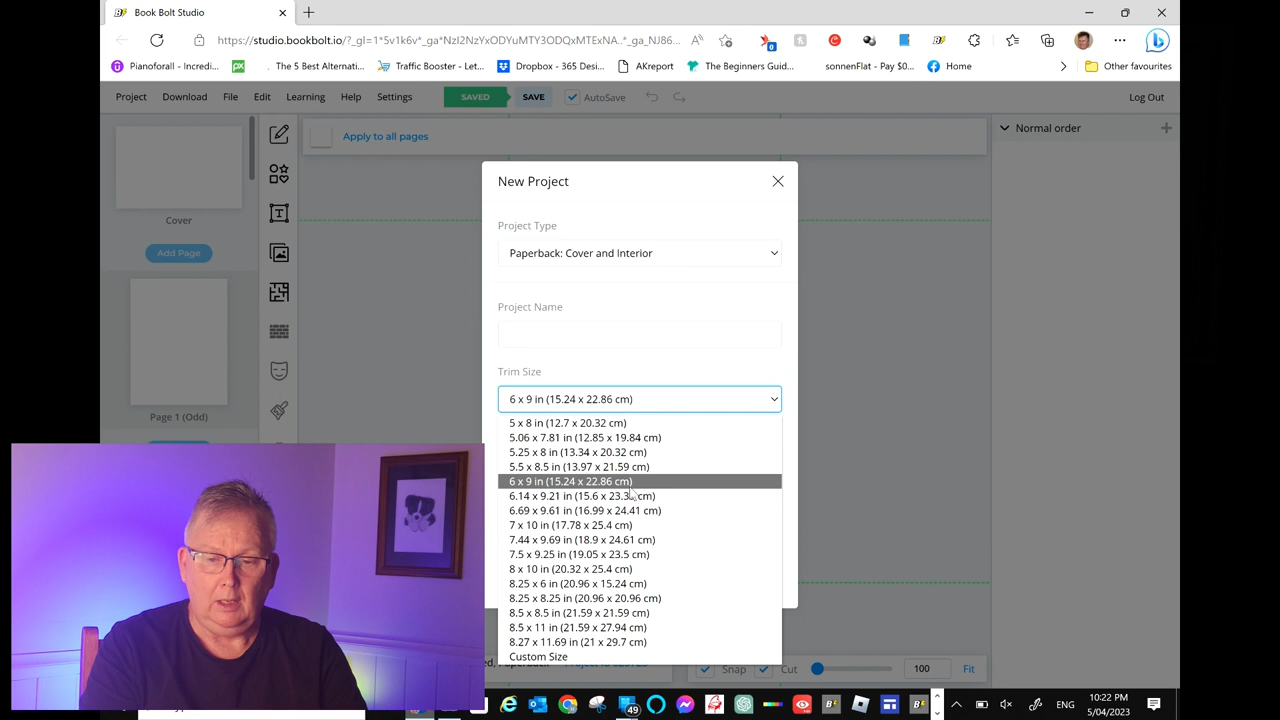 Book Bolt Studio
https://studio.bookbolt.io/?_gl=1*5v1k6v*_ga*NzI2NzYxODYuMTY3ODQxMTExNA..*_ga_NJ86...
Pianoforall - Incredi...
The 5 Best Alternati...
Traffic Booster - Let...
Dropbox - 365 Desi...
AKreport
The Beginners Guid...
sonnenFlat - Pay $0...
Home
Other favourites
Project Download File Edit Learning Help Settings SAVED SAVE AutoSave Log Out
Apply to all pages
Normal order
Cover
Add Page
Page 1 (Odd)
New Project
Project Type
Paperback: Cover and Interior
Project Name
Trim Size
6 x 9 in (15.24 x 22.86 cm)
5 x 8 in (12.7 x 20.32 cm)
5.06 x 7.81 in (12.85 x 19.84 cm)
5.25 x 8 in (13.34 x 20.32 cm)
5.5 x 8.5 in (13.97 x 21.59 cm)
6 x 9 in (15.24 x 22.86 cm)
6.14 x 9.21 in (15.6 x cm)
6.69 x 9.61 in (16.99 x 24.41 cm)
7 x 10 in (17.78 x 25.4 cm)
7.44 x 9.69 in (18.9 x 24.61 cm)
7.5 x 9.25 in (19.05 x 23.5 cm)
8 x 10 in (20.32 x 25.4 cm)
8.25 x 6 in (20.96 x 15.24 cm)
8.25 x 8.25 in (20.96 x 20.96 cm)
8.5 x 8.5 in (21.59 x 21.59 cm)
8.5 x 11 in (21.59 x 27.94 cm)
8.27 x 11.69 in (21 x 29.7 cm)
Custom Size
Snap Cut 100 Fit
49
ENG
10:22 PM
5/04/2023